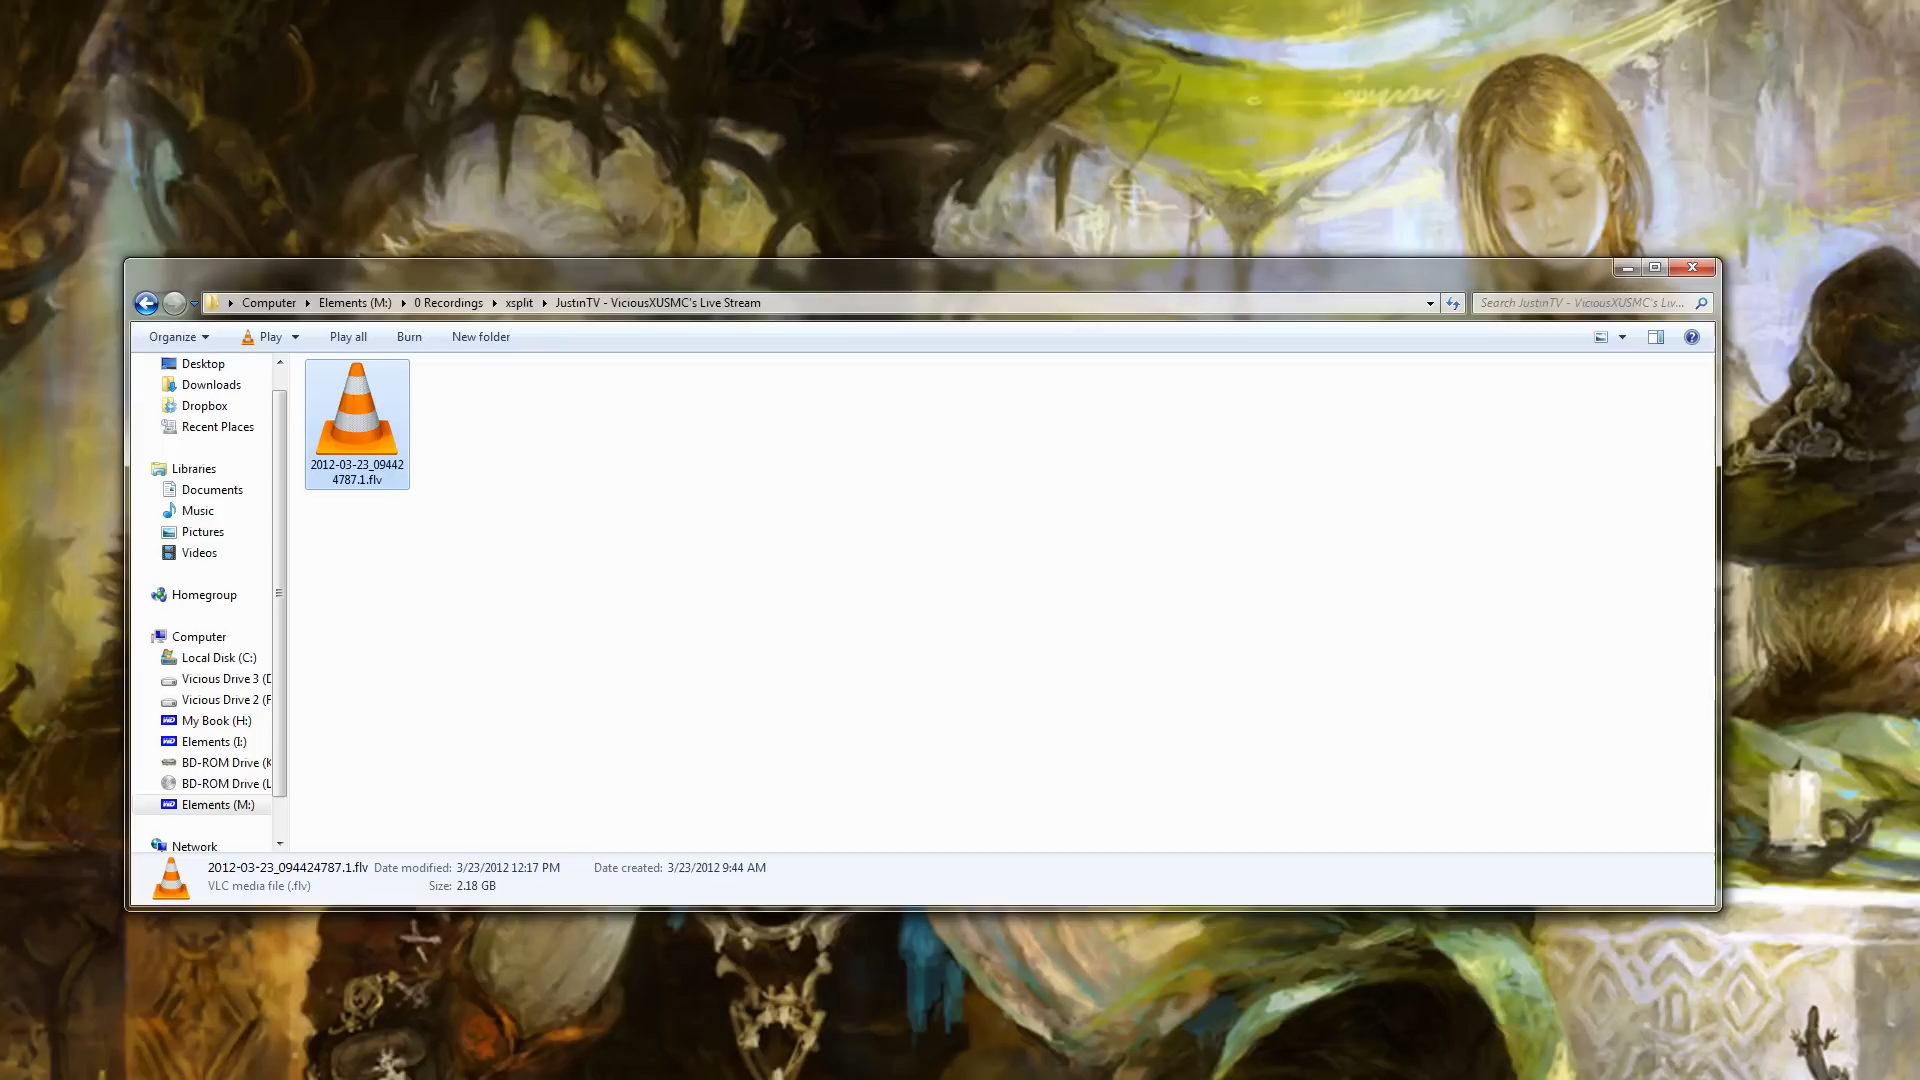 Computer Elements (M:) 0 Recordings xsplit JustinTV - ViciousXUSMC's Live Stream Search JustinTV - ViciousXUSMC's Liv...
Organize Play Play all Burn New folder
Desktop
Downloads
Dropbox
Recent Places
Libraries
Documents
Music
Pictures
Videos
Homegroup
Computer
Local Disk (C:)
Vicious Drive 3 (D
Vicious Drive 2 (F
My Book (H:)
Elements (I:)
BD-ROM Drive (K
BD-ROM Drive (L
Elements (M:)
Network
2012-03-23_09442
4787.1.flv
2012-03-23_094424787.1.flv Date modified: 3/23/2012 12:17 PM Date created: 3/23/2012 9:44 AM
VLC media file (.flv) Size: 2.18 GB